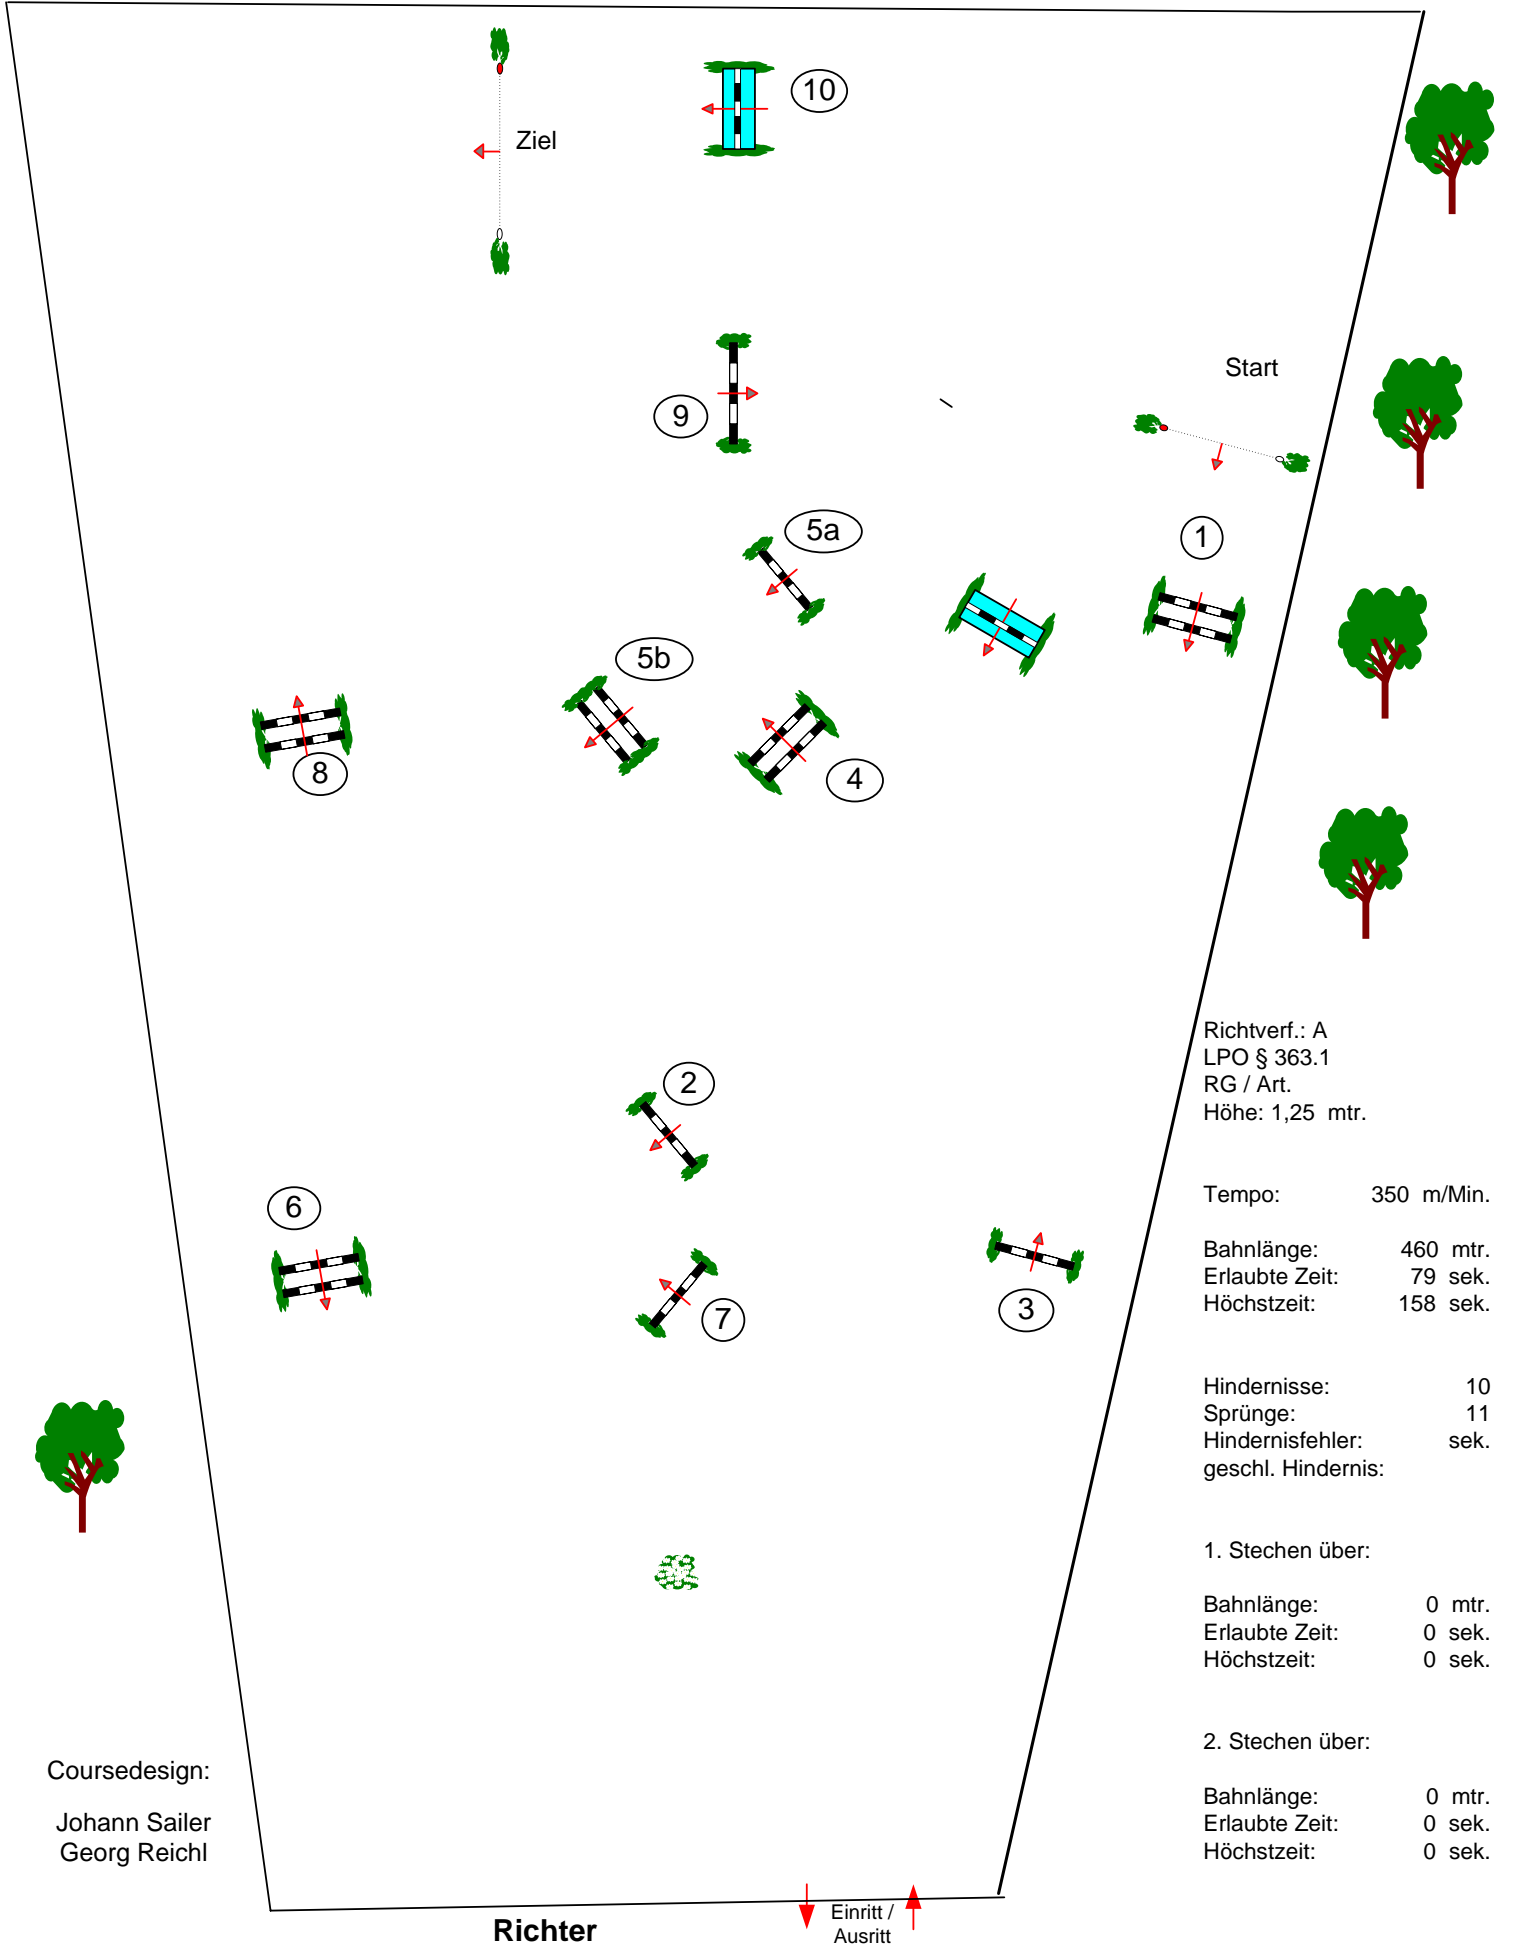 10
Ziel
Start
9
5a
1
5b
8
4
2
6
7
3
Richtverf.: A
LPO § 363.1
RG / Art.
Höhe: 1,25 mtr.
Tempo: 350 m/Min.
Bahnlänge: 460 mtr.
Erlaubte Zeit: 79 sek.
Höchstzeit: 158 sek.
Hindernisse: 10
Sprünge: 11
Hindernisfehler: sek.
geschl. Hindernis:
1. Stechen über:
Bahnlänge: 0 mtr.
Erlaubte Zeit: 0 sek.
Höchstzeit: 0 sek.
2. Stechen über:
Bahnlänge: 0 mtr.
Erlaubte Zeit: 0 sek.
Höchstzeit: 0 sek.
Coursedesign:
Johann Sailer
Georg Reichl
Richter
Einritt /
Ausritt